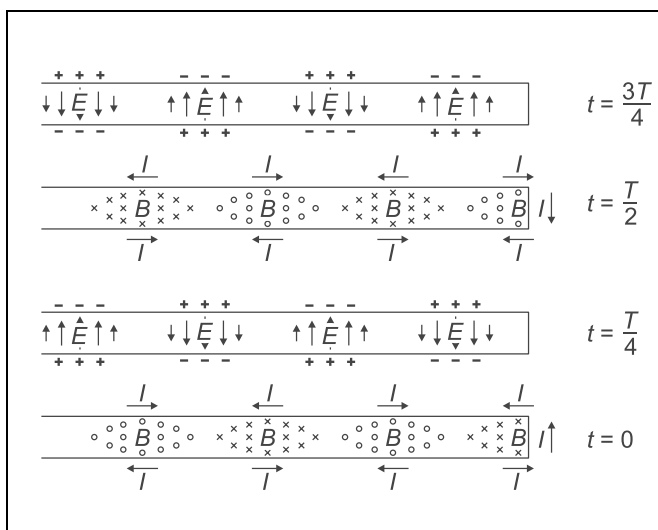 + + + − − − + + + − − −
E E E E t = 3T/4
− − − + + + − − − + + +
I I I I
B B B B I t = T/2
I I I I
− − − + + + − − − + + +
E E E E t = T/4
+ + + − − − + + + − − −
I I I I
B B B B I t = 0
I I I I